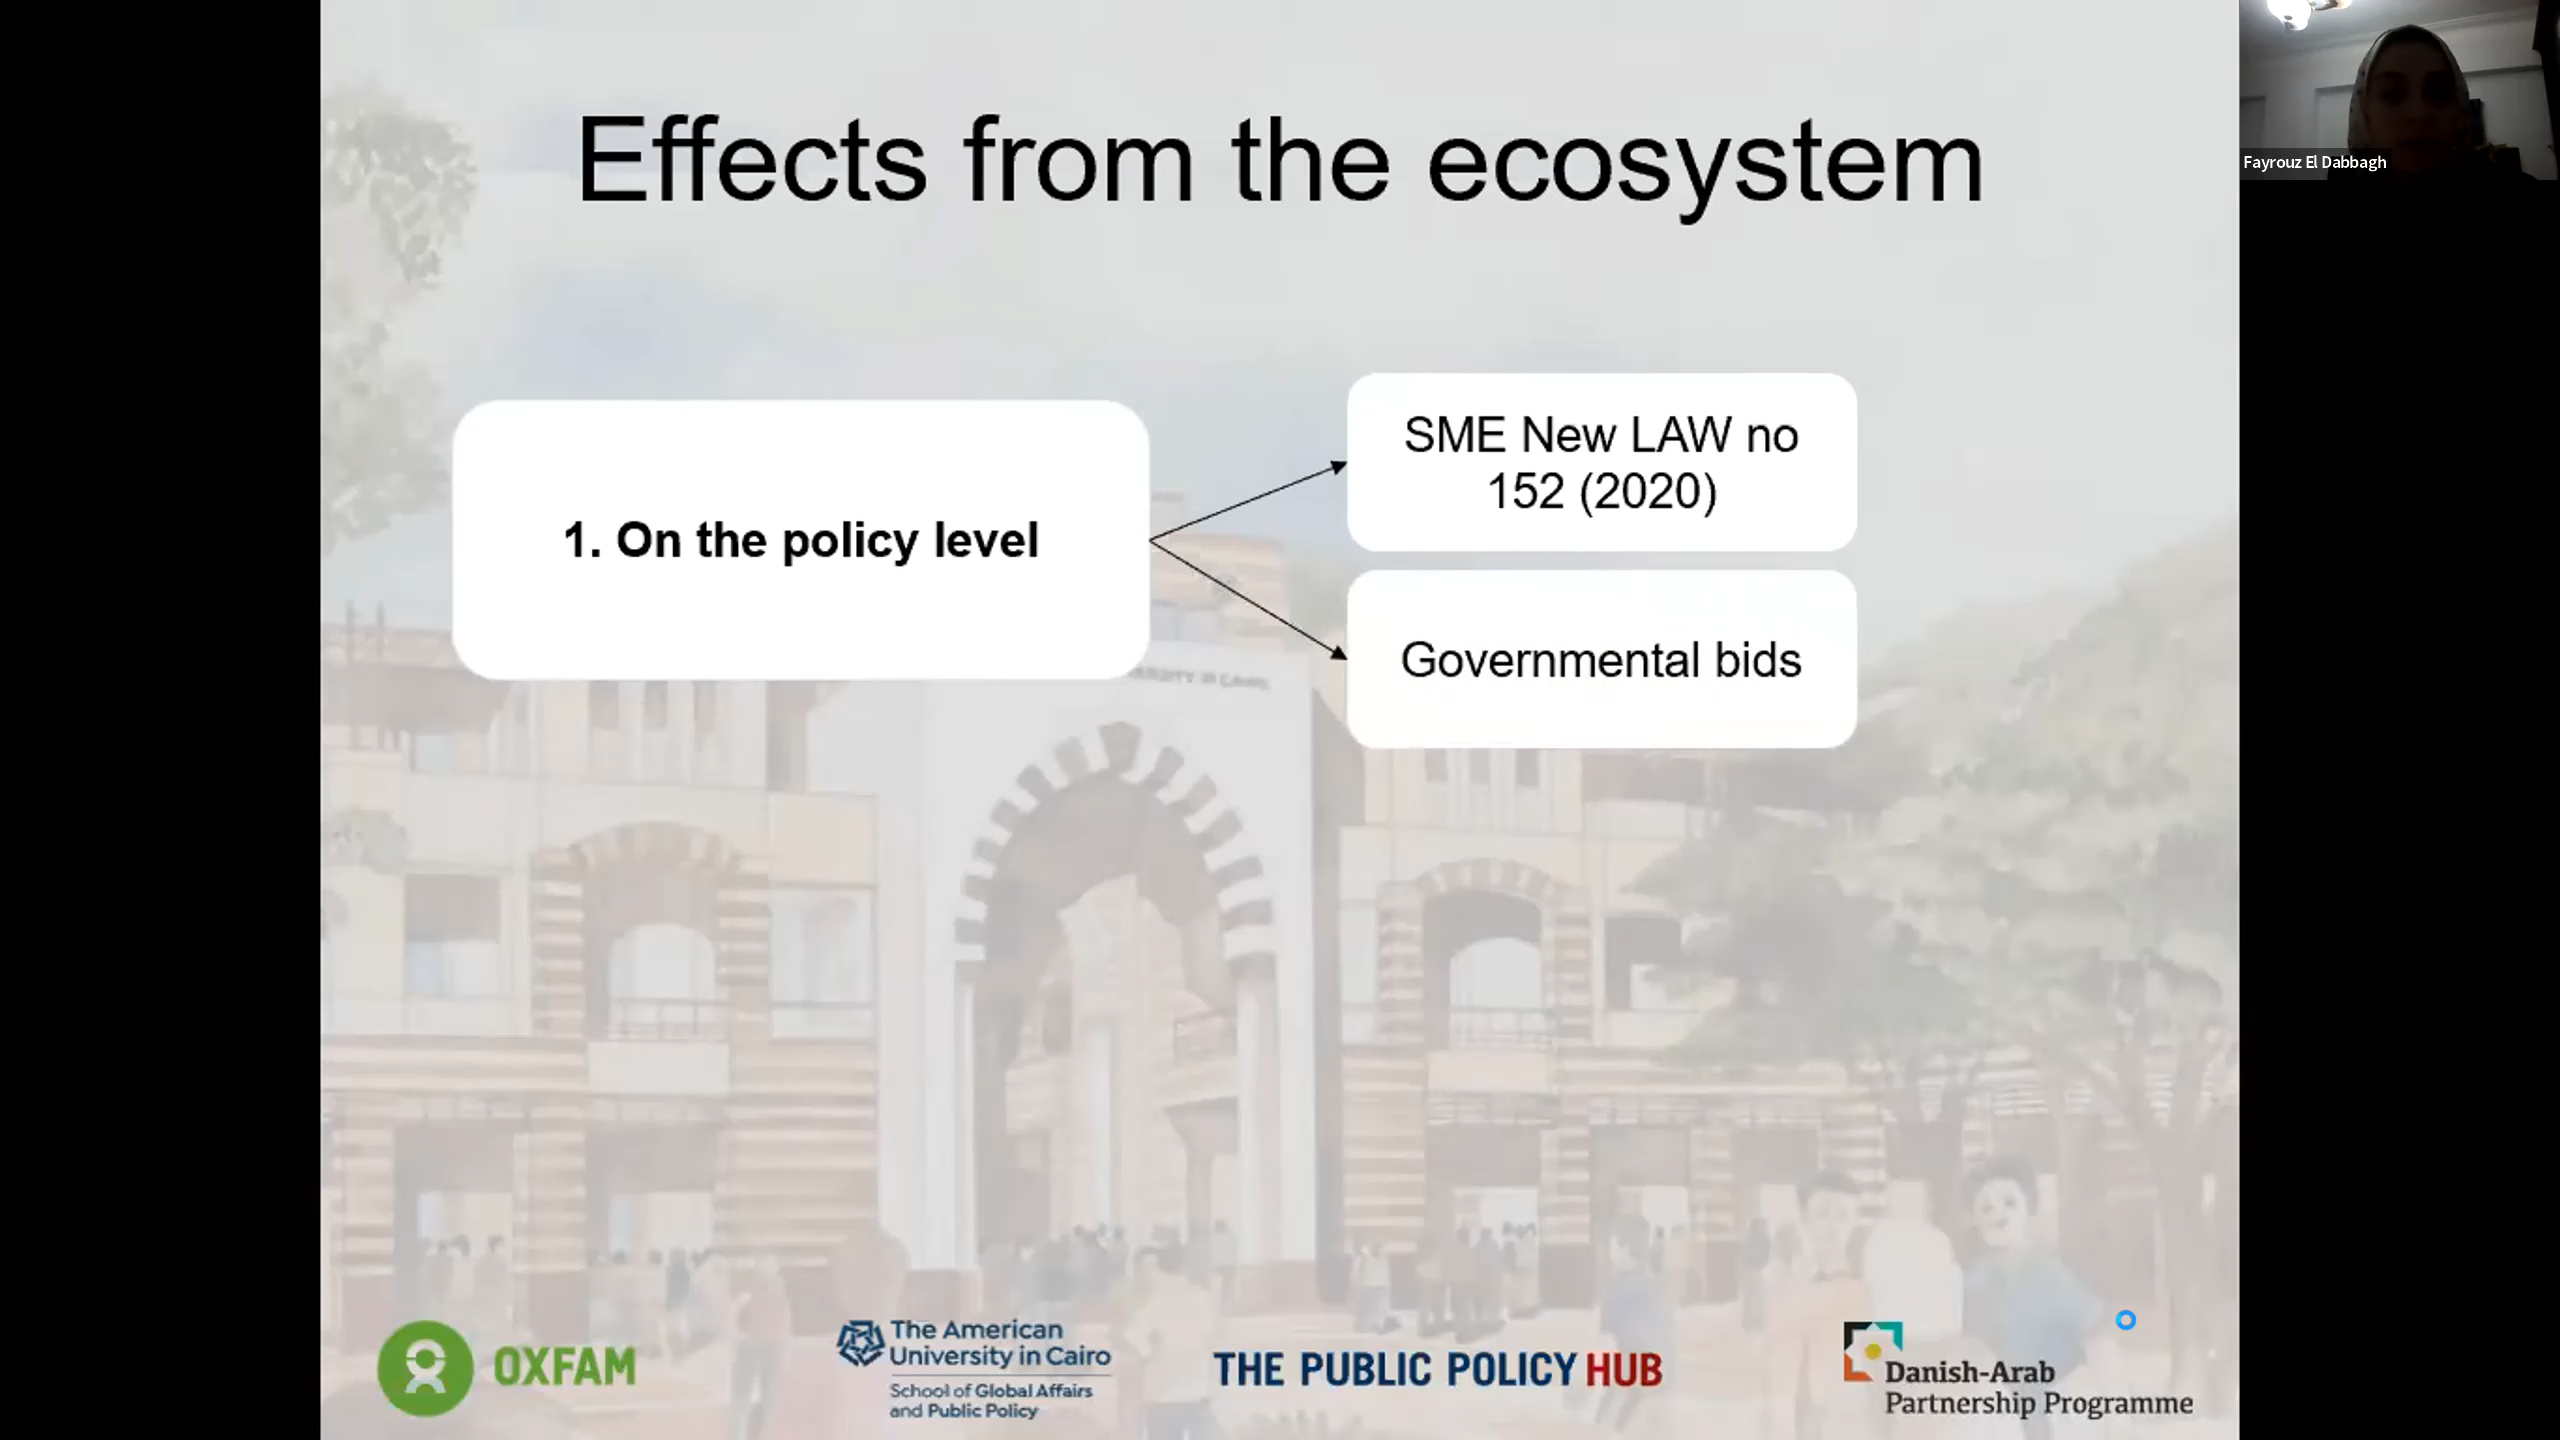 Effects from the ecosystem
Fayrouz El Dabbagh
1. On the policy level
SME New LAW no
152 (2020)
Governmental bids
OXFAM
The American
University in Cairo
School of Global Affairs
and Public Policy
THE PUBLIC POLICY HUB
Danish-Arab
Partnership Programme